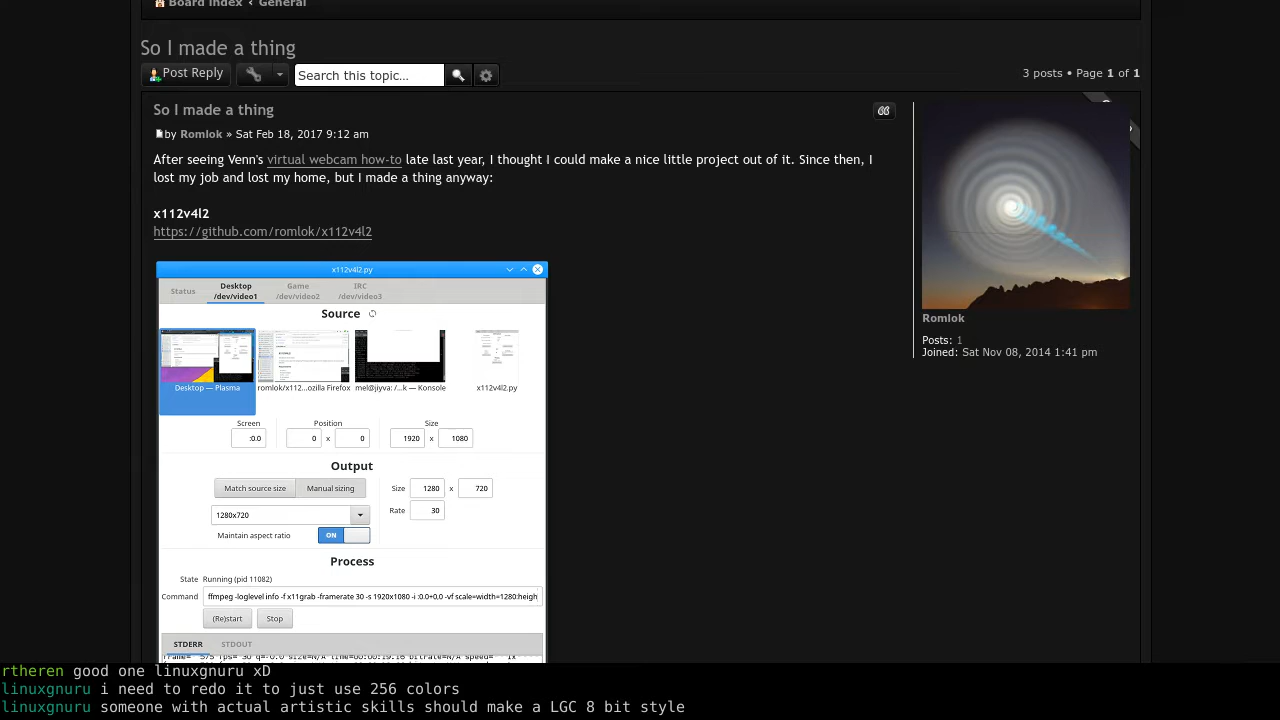 Board index ‹ General
So I made a thing
Post Reply
Search this topic…
3 posts • Page 1 of 1
So I made a thing
by Romlok » Sat Feb 18, 2017 9:12 am
After seeing Venn's virtual webcam how-to late last year, I thought I could make a nice little project out of it. Since then, I
lost my job and lost my home, but I made a thing anyway:
x112v4l2
https://github.com/romlok/x112v4l2
Romlok
Posts: 1
Joined: Sat Nov 08, 2014 1:41 pm
x112v4l2.py
Status
Desktop
/dev/video1
Game
/dev/video2
IRC
/dev/video3
Source
Desktop — Plasma
romlok/x112...ozilla Firefox
mel@jiyva: /...k — Konsole
x112v4l2.py
Screen
Position
Size
:0.0
0 x 0
1920 x 1080
Output
Match source size
Manual sizing
Size 1280 x 720
1280x720
Rate 30
Maintain aspect ratio
ON
Process
State Running (pid 11082)
Command ffmpeg -loglevel info -f x11grab -framerate 30 -s 1920x1080 -i :0.0+0,0 -vf scale=width=1280:heigh
(Re)start
Stop
STDERR
STDOUT
rtheren good one linuxgnuru xD
linuxgnuru i need to redo it to just use 256 colors
linuxgnuru someone with actual artistic skills should make a LGC 8 bit style